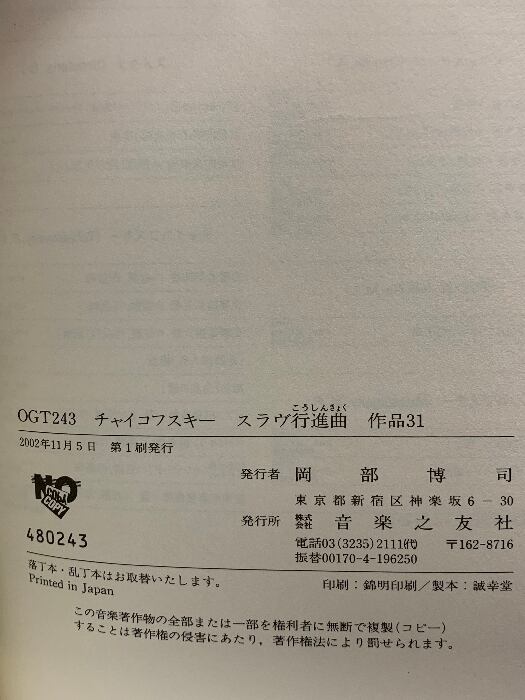 OGT243 チャイコフスキー スラヴ行進曲 作品31
こうしんきょく
2002年11月5日 第1刷発行
発行者 岡部博司
東京都新宿区神楽坂6-30
発行所 株式会社 音楽之友社
電話03(3235)2111(代) 〒162-8716
振替00170-4-196250
NO
COPY
480243
落丁本・乱丁本はお取替いたします。
Printed in Japan
印刷：錦明印刷／製本：誠幸堂
この音楽著作物の全部または一部を権利者に無断で複製(コピー)
することは著作権の侵害にあたり，著作権法により罰せられます。